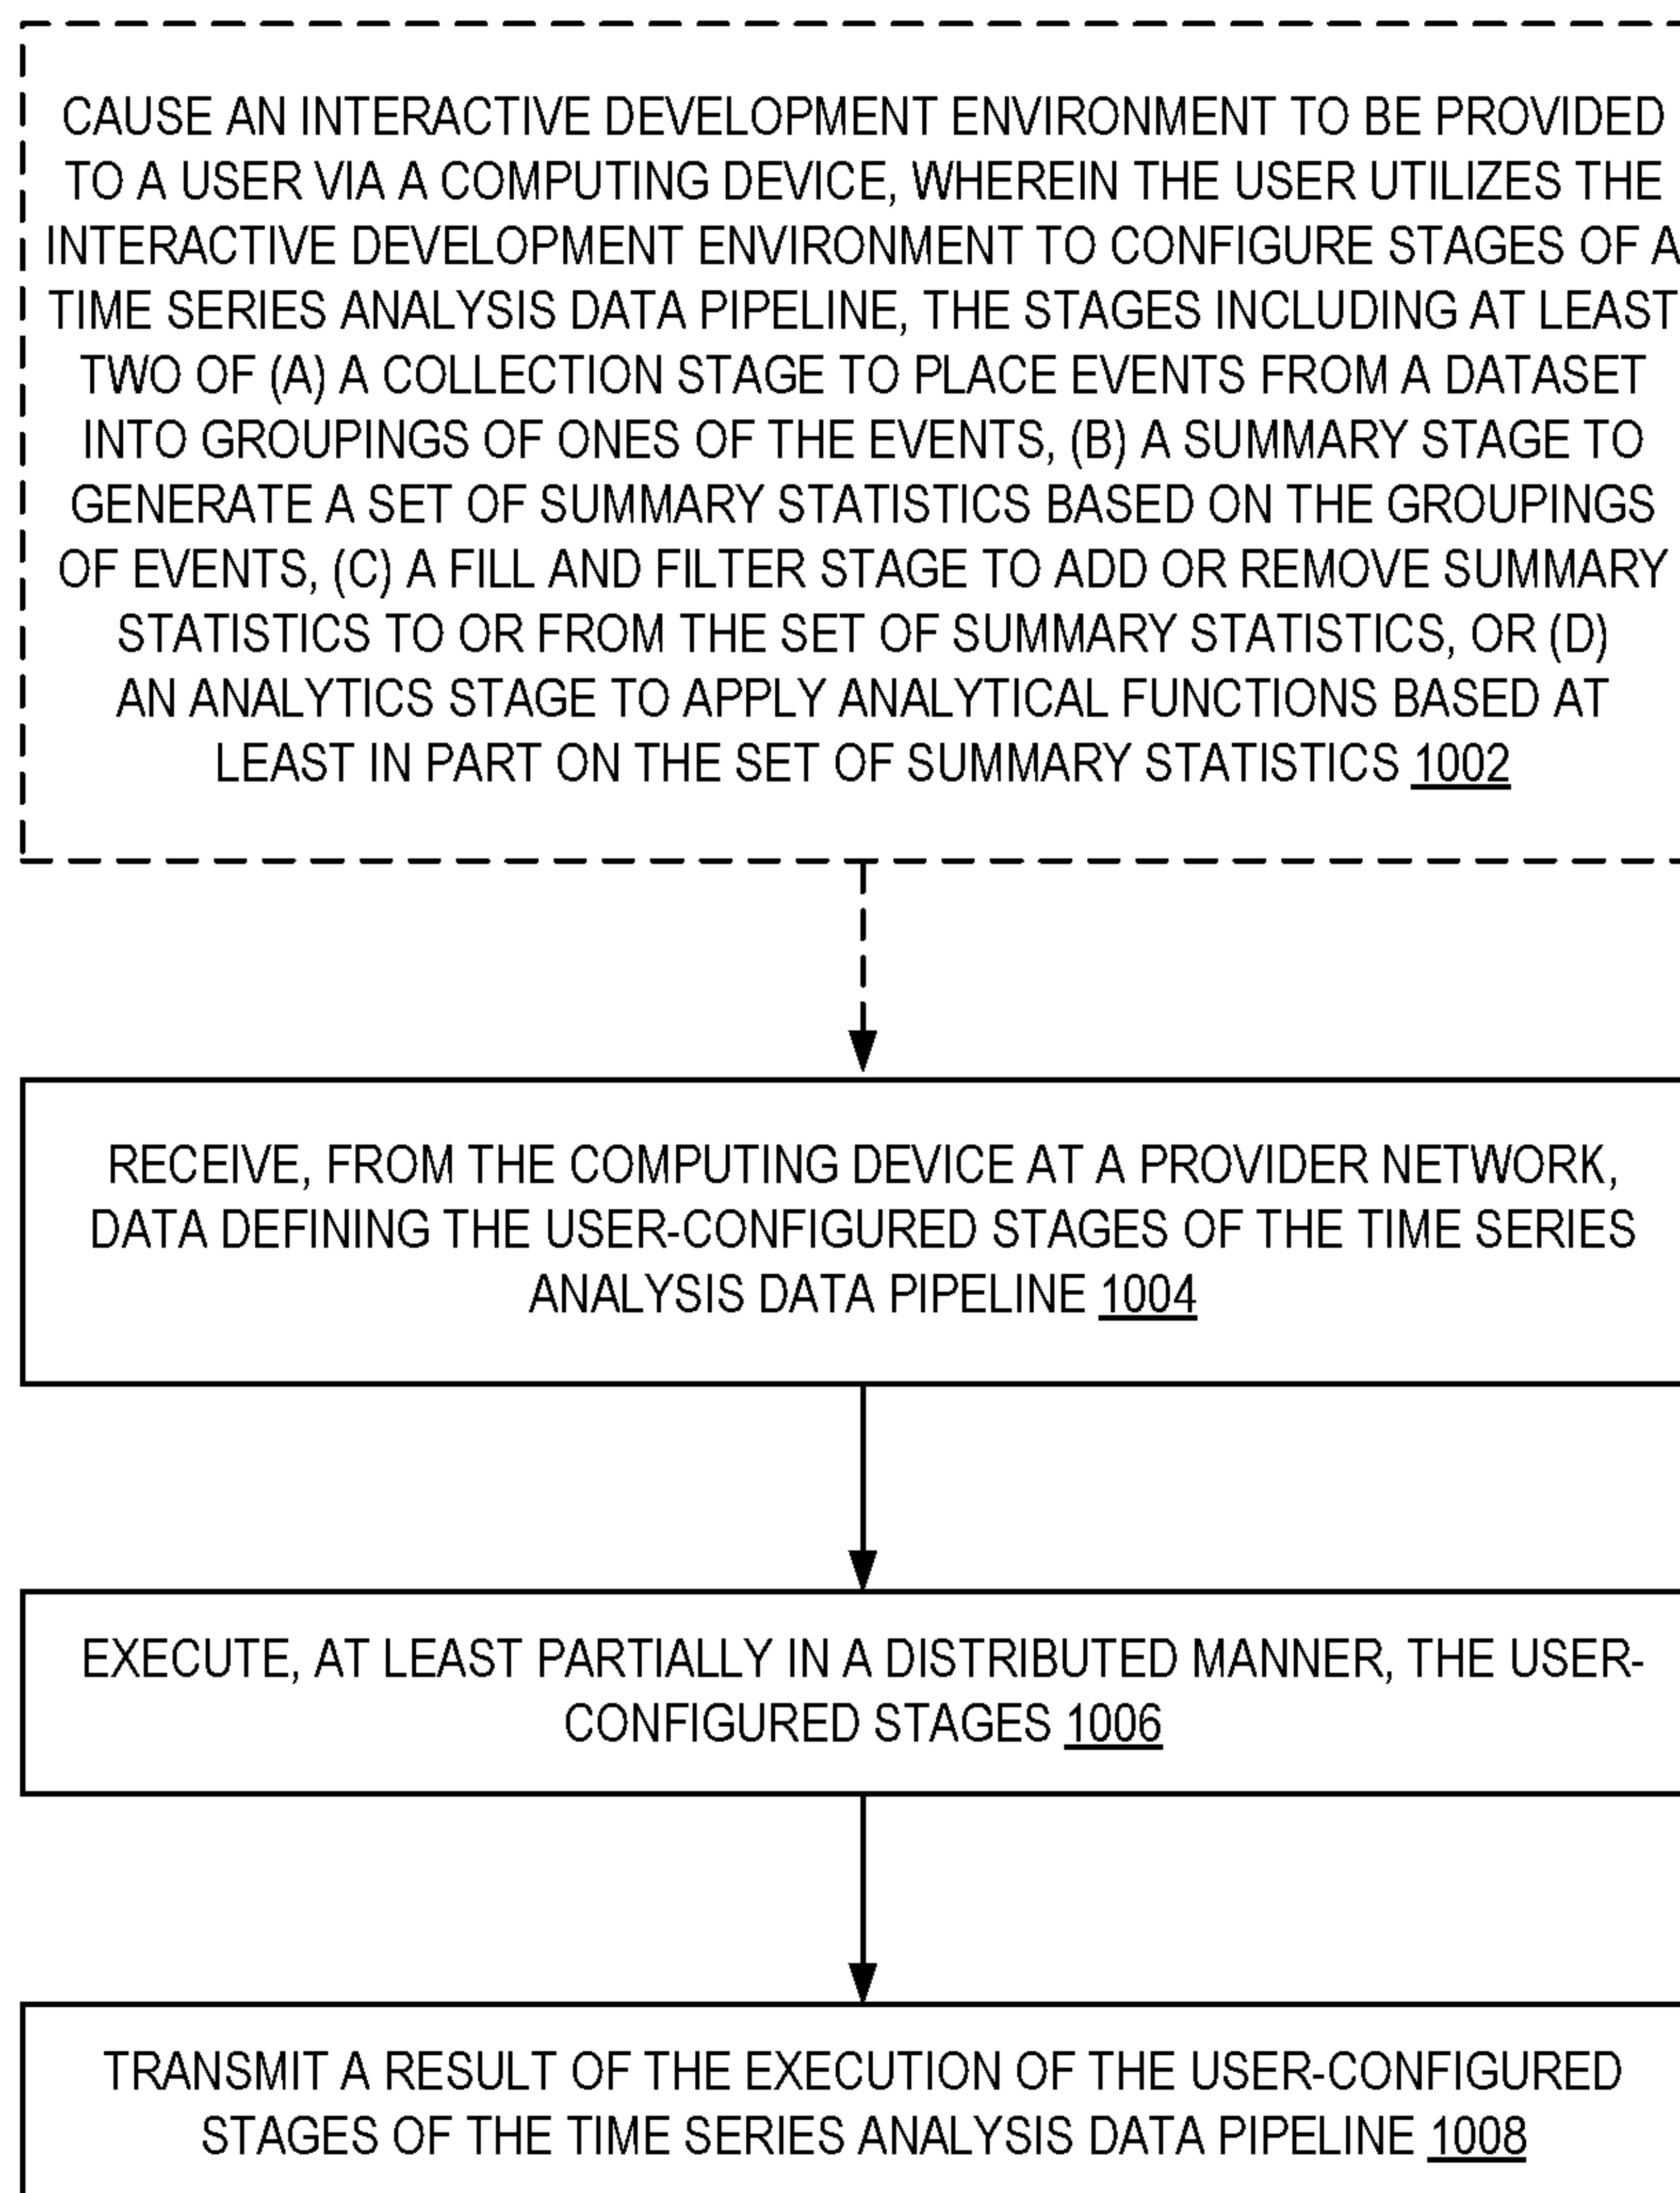 CAUSE AN INTERACTIVE DEVELOPMENT ENVIRONMENT TO BE PROVIDED
TO A USER VIA A COMPUTING DEVICE, WHEREIN THE USER UTILIZES THE
INTERACTIVE DEVELOPMENT ENVIRONMENT TO CONFIGURE STAGES OF A
TIME SERIES ANALYSIS DATA PIPELINE, THE STAGES INCLUDING AT LEAST
TWO OF (A) A COLLECTION STAGE TO PLACE EVENTS FROM A DATASET
INTO GROUPINGS OF ONES OF THE EVENTS, (B) A SUMMARY STAGE TO
GENERATE A SET OF SUMMARY STATISTICS BASED ON THE GROUPINGS
OF EVENTS, (C) A FILL AND FILTER STAGE TO ADD OR REMOVE SUMMARY
STATISTICS TO OR FROM THE SET OF SUMMARY STATISTICS, OR (D)
AN ANALYTICS STAGE TO APPLY ANALYTICAL FUNCTIONS BASED AT
LEAST IN PART ON THE SET OF SUMMARY STATISTICS 1002
RECEIVE, FROM THE COMPUTING DEVICE AT A PROVIDER NETWORK,
DATA DEFINING THE USER-CONFIGURED STAGES OF THE TIME SERIES
ANALYSIS DATA PIPELINE 1004
EXECUTE, AT LEAST PARTIALLY IN A DISTRIBUTED MANNER, THE USER-
CONFIGURED STAGES 1006
TRANSMIT A RESULT OF THE EXECUTION OF THE USER-CONFIGURED
STAGES OF THE TIME SERIES ANALYSIS DATA PIPELINE 1008